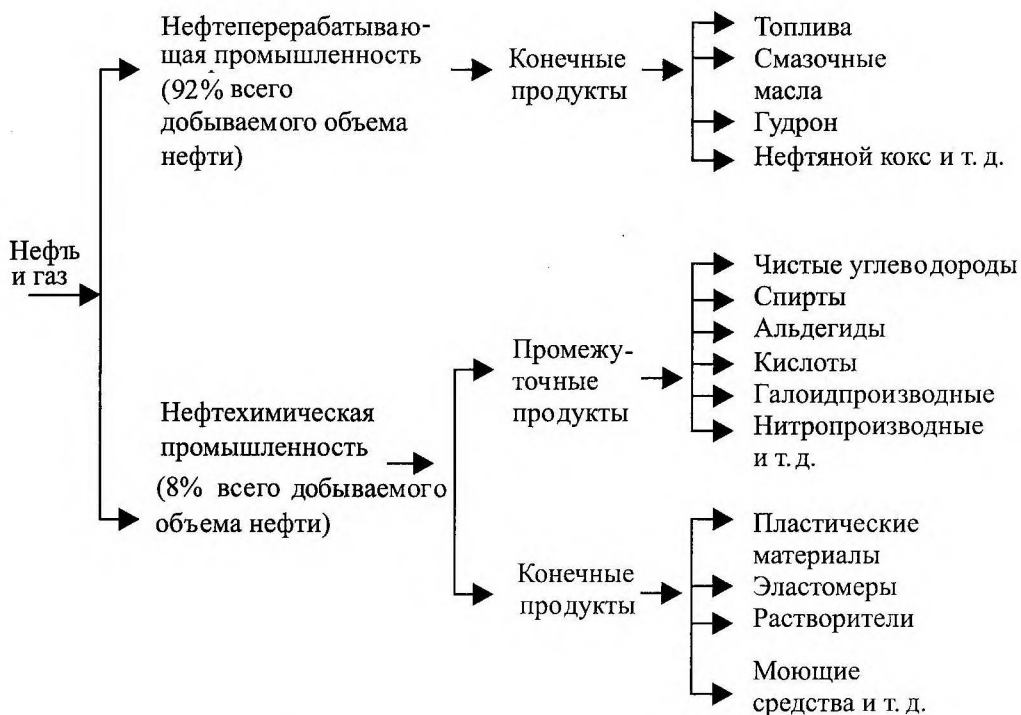 Нефть
и газ
Нефтеперерабатываю-
щая промышленность
(92% всего
добываемого объема
нефти)
Конечные
продукты
Топлива
Смазочные
масла
Гудрон
Нефтяной кокс и т. д.
Нефтехимическая
промышленность
(8% всего добываемого
объема нефти)
Промежу-
точные
продукты
Чистые углеводороды
Спирты
Альдегиды
Кислоты
Галоидпроизводные
Нитропроизводные
и т. д.
Конечные
продукты
Пластические
материалы
Эластомеры
Растворители
Моющие
средства и т. д.